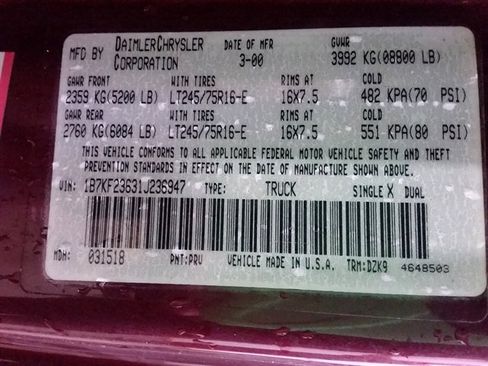 MFD BY DAIMLERCHRYSLER CORPORATION DATE OF MFR 3-00 GVWR 3992 KG(08800 LB)
GAWR FRONT WITH TIRES RIMS AT COLD
2359 KG(5200 LB) LT245/75R16-E 16X7.5 482 KPA(70 PSI)
GAWR REAR WITH TIRES RIMS AT COLD
2760 KG(6084 LB) LT245/75R16-E 16X7.5 551 KPA(80 PSI)
THIS VEHICLE CONFORMS TO ALL APPLICABLE FEDERAL MOTOR VEHICLE SAFETY AND THEFT
PREVENTION STANDARDS IN EFFECT ON THE DATE OF MANUFACTURE SHOWN ABOVE.
VIN: 1B7KF23631J236947 TYPE: TRUCK SINGLE X DUAL
MDH: 031518 PNT:PRV VEHICLE MADE IN U.S.A. TRM:DZK9 4648503